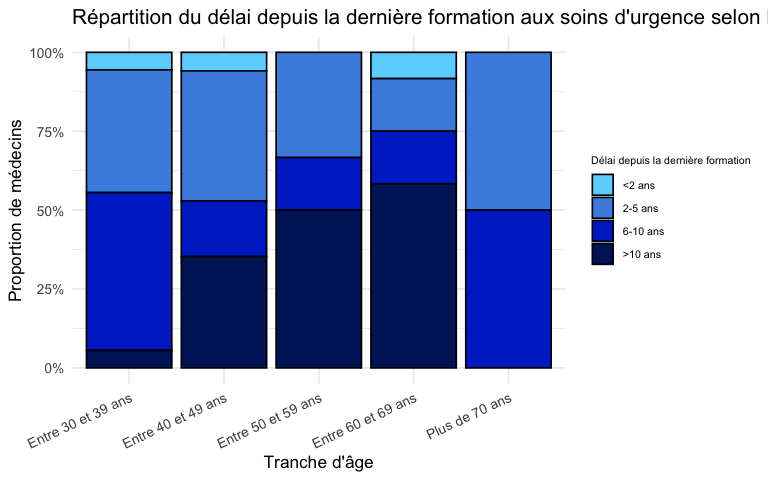 Répartition du délai depuis la dernière formation aux soins d'urgence selon
100%
75%
50%
25%
0%
Proportion de médecins
Entre 30 et 39 ans
Entre 40 et 49 ans
Entre 50 et 59 ans
Entre 60 et 69 ans
Plus de 70 ans
Tranche d'âge
Délai depuis la dernière formation
<2 ans
2-5 ans
6-10 ans
>10 ans